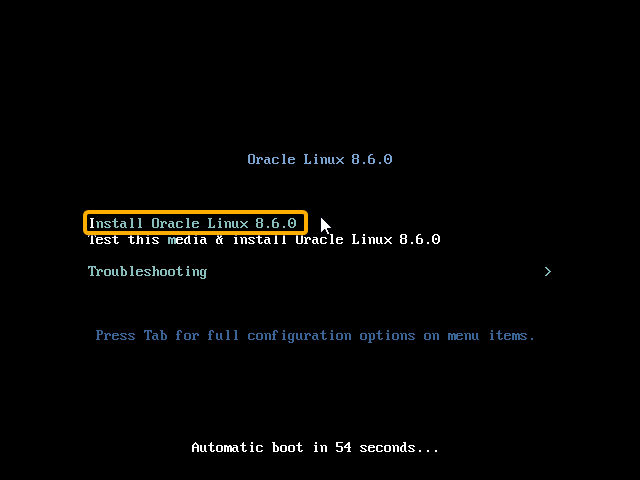 Oracle Linux 8.6.0
Install Oracle Linux 8.6.0
Test this media & install Oracle Linux 8.6.0
Troubleshooting >
Press Tab for full configuration options on menu items.
Automatic boot in 54 seconds...